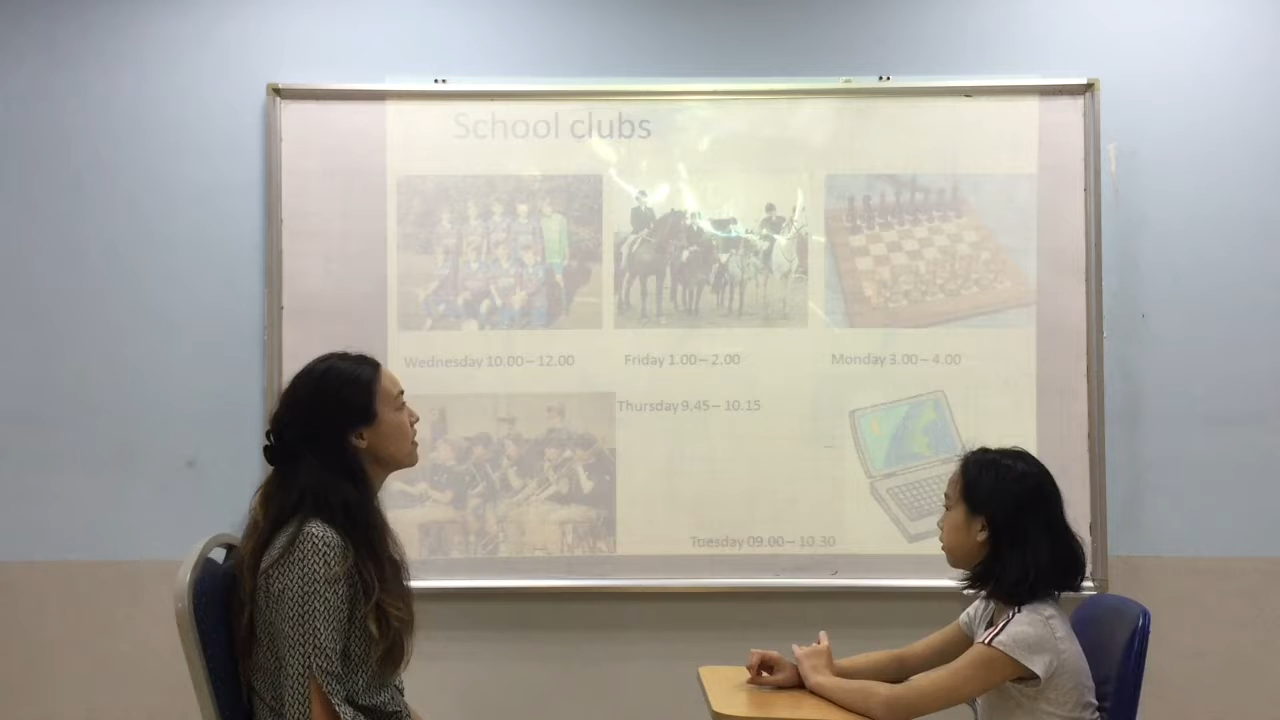 School clubs
Wednesday 10.00 – 12.00
Friday 1.00 – 2.00
Monday 3.00 – 4.00
Thursday 9.45 – 10.15
Tuesday 09.00 – 10.30